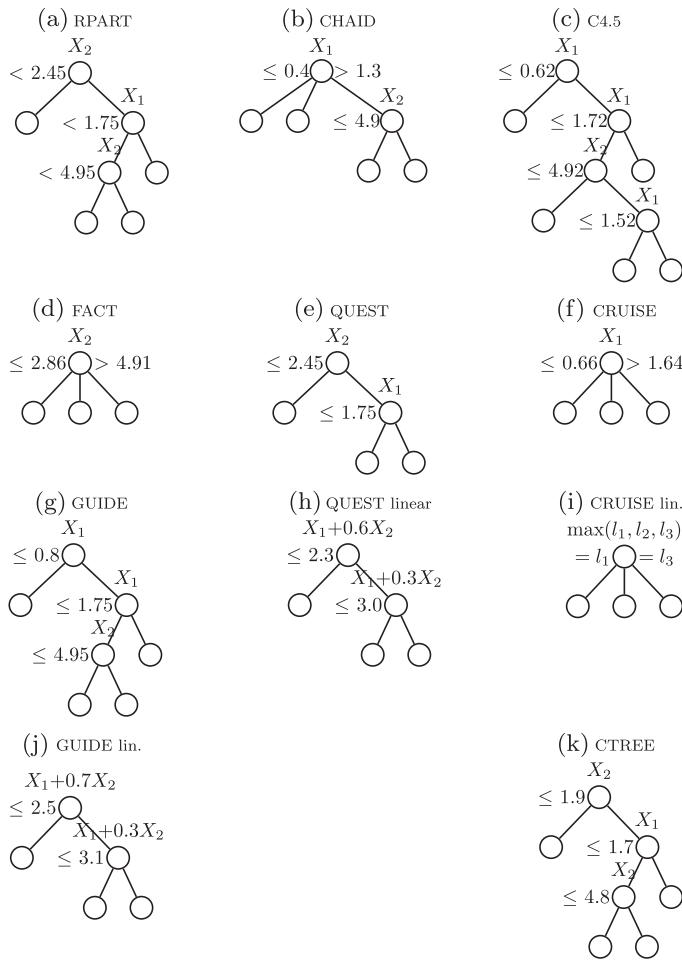 (a) RPART
(b) CHAID
(c) C4.5
X₂
X₁
X₁
< 2.45
≤ 0.4
> 1.3
≤ 0.62
X₁
X₂
X₁
< 1.75
≤ 4.9
≤ 1.72
X₂
X₂
< 4.95
≤ 4.92
X₁
≤ 1.52
(d) FACT
(e) QUEST
(f) CRUISE
X₂
X₂
X₁
≤ 2.86
> 4.91
≤ 2.45
≤ 0.66
> 1.64
X₁
≤ 1.75
(g) GUIDE
(h) QUEST linear
(i) CRUISE lin.
X₁
X₁+0.6X₂
max(l₁, l₂, l₃)
≤ 0.8
≤ 2.3
= l₁
= l₃
X₁
X₁+0.3X₂
≤ 1.75
≤ 3.0
X₂
≤ 4.95
(j) GUIDE lin.
(k) CTREE
X₁+0.7X₂
X₂
≤ 2.5
≤ 1.9
X₁+0.3X₂
X₁
≤ 3.1
≤ 1.7
X₂
≤ 4.8